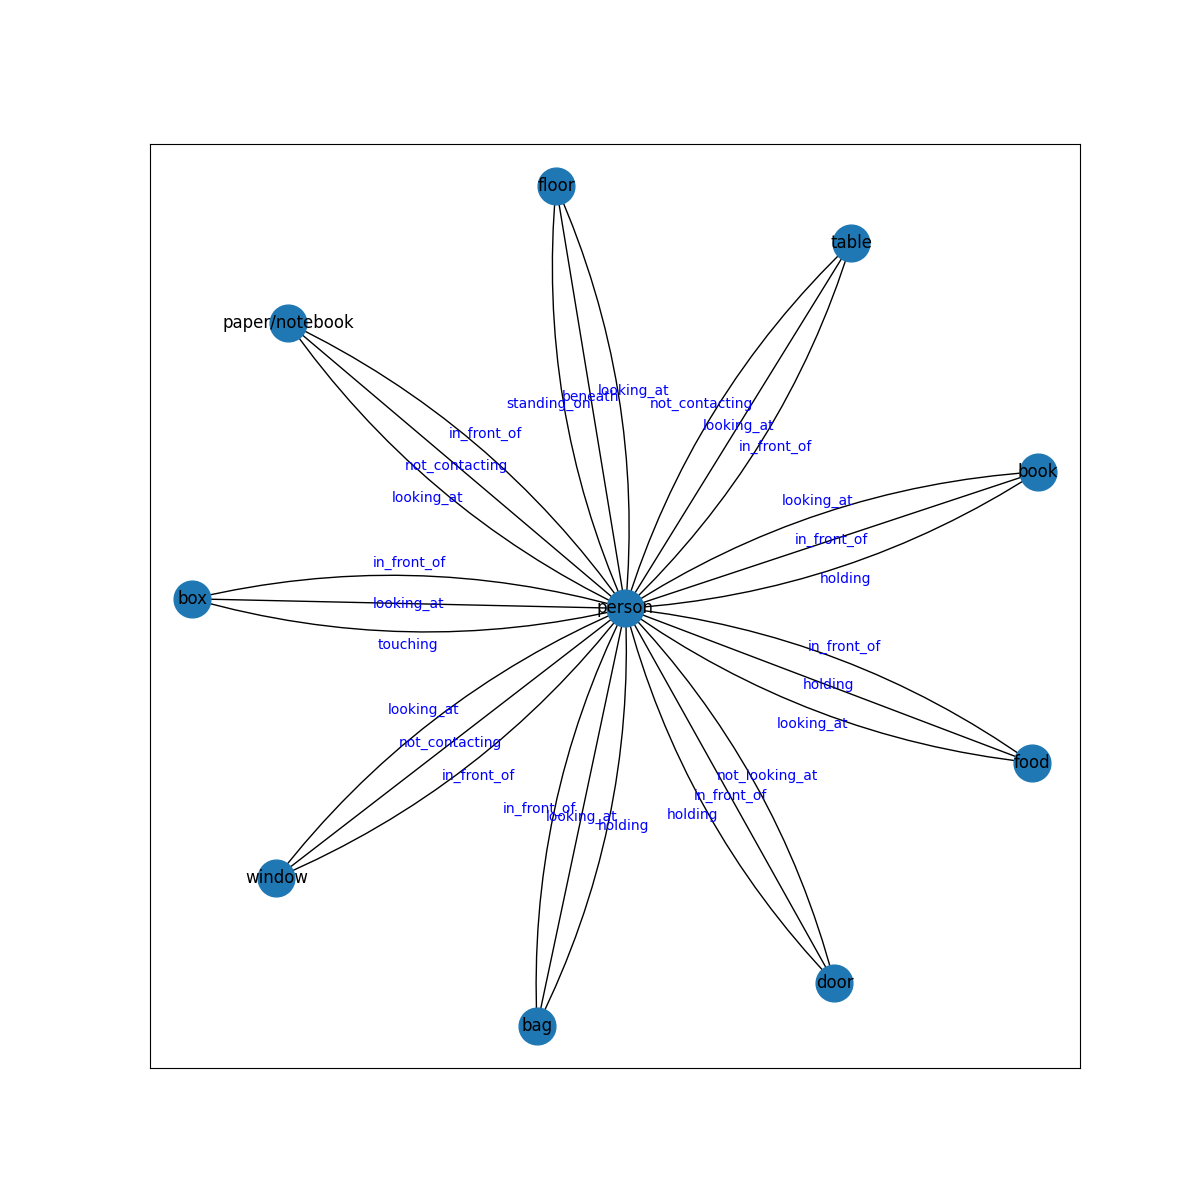 floor
table
paper/notebook
looking_at
beneath
standing_on
not_contacting
looking_at
in_front_of
in_front_of
not_contacting
looking_at
book
looking_at
in_front_of
holding
in_front_of
box
looking_at
person
touching
in_front_of
holding
looking_at
food
looking_at
not_contacting
in_front_of
not_looking_at
in_front_of
holding
in_front_of
looking_at
holding
window
door
bag